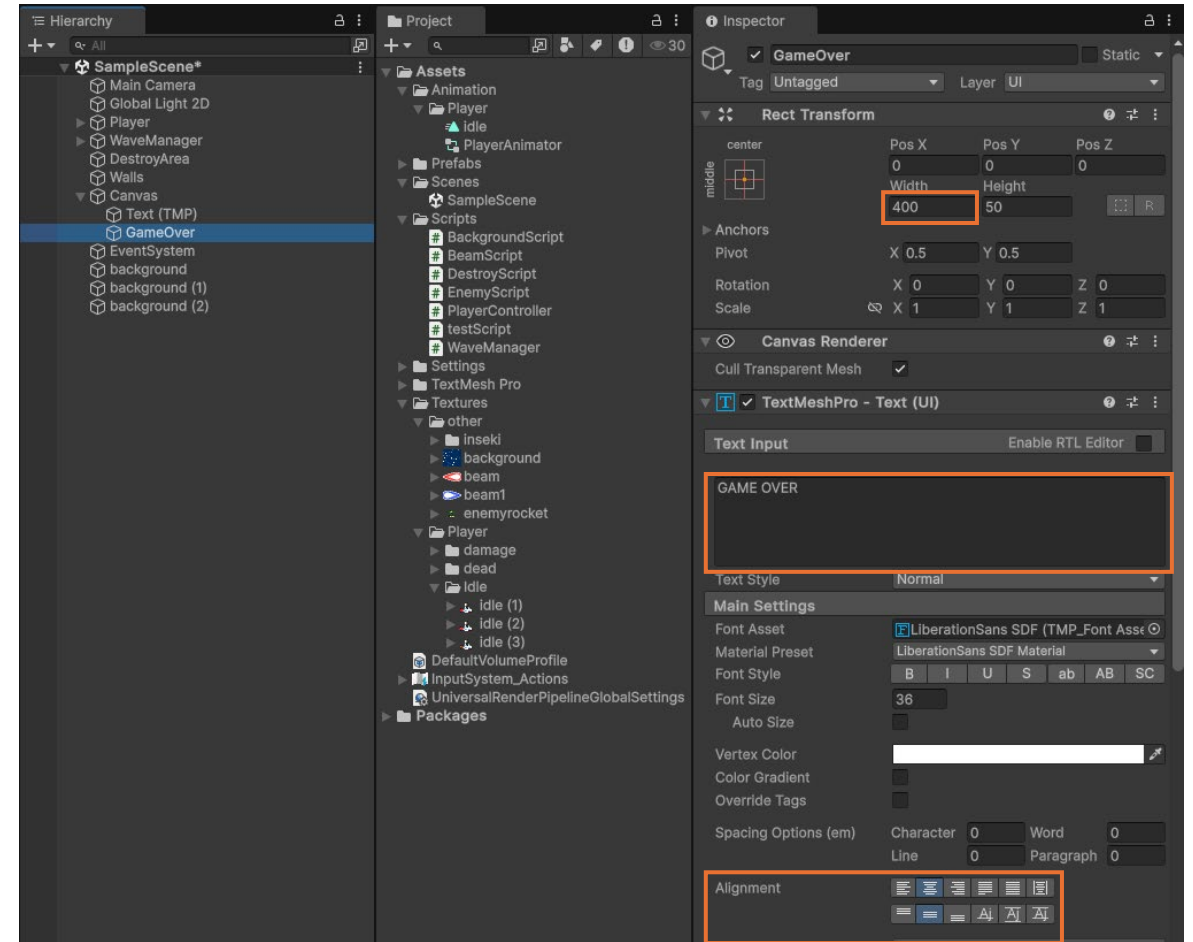 Hierarchy
All
SampleScene*
Main Camera
Global Light 2D
Player
WaveManager
DestroyArea
Walls
Canvas
Text (TMP)
GameOver
EventSystem
background
background (1)
background (2)
Project
30
Assets
Animation
Player
idle
PlayerAnimator
Prefabs
Scenes
SampleScene
Scripts
BackgroundScript
BeamScript
DestroyScript
EnemyScript
PlayerController
testScript
WaveManager
Settings
TextMesh Pro
Textures
other
inseki
background
beam
beam1
enemyrocket
Player
damage
dead
Idle
idle (1)
idle (2)
idle (3)
DefaultVolumeProfile
InputSystem_Actions
UniversalRenderPipelineGlobalSettings
Packages
Inspector
GameOver Static
Tag Untagged Layer UI
Rect Transform
center Pos X Pos Y Pos Z
middle 0 0 0
Width Height
400 50 R
Anchors
Pivot X 0.5 Y 0.5
Rotation X 0 Y 0 Z 0
Scale X 1 Y 1 Z 1
Canvas Renderer
Cull Transparent Mesh
TextMeshPro - Text (UI)
Text Input Enable RTL Editor
GAME OVER
Text Style Normal
Main Settings
Font Asset LiberationSans SDF (TMP_Font Asse
Material Preset LiberationSans SDF Material
Font Style B I U S ab AB SC
Font Size 36
Auto Size
Vertex Color
Color Gradient
Override Tags
Spacing Options (em) Character 0 Word 0
Line 0 Paragraph 0
Alignment